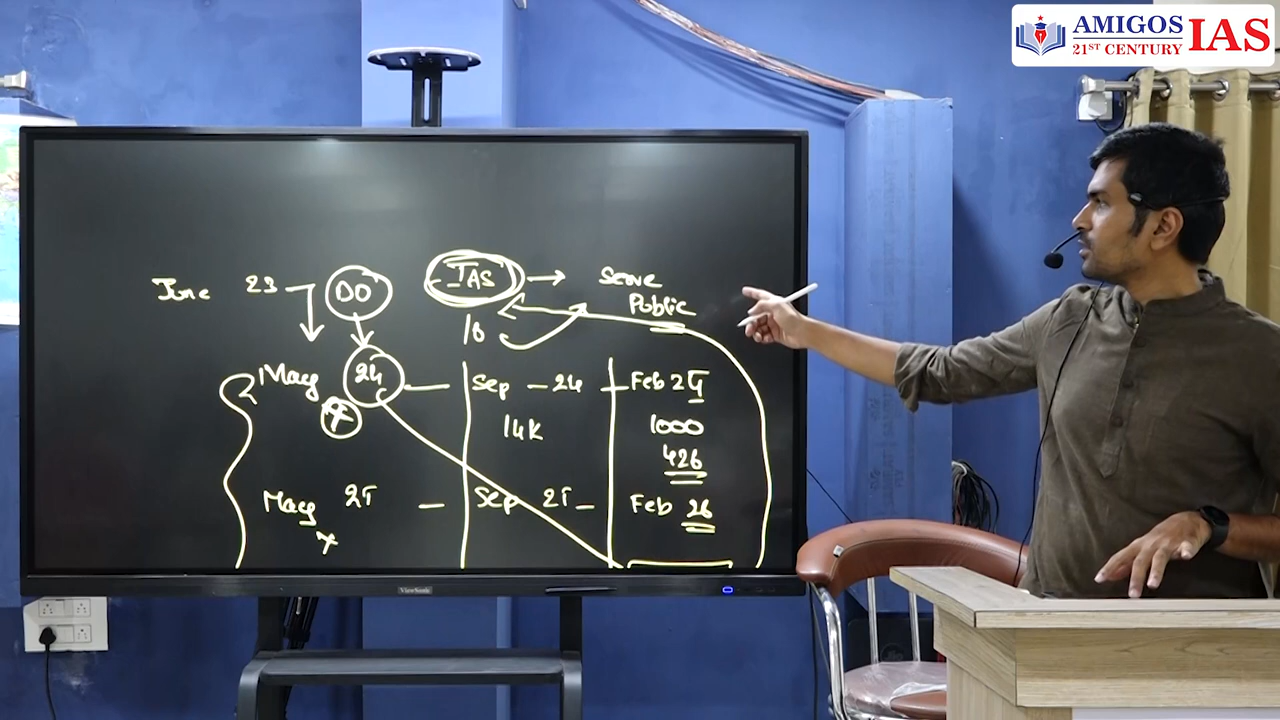 AMIGOS IAS
21ST CENTURY
IAS → Serve
June 23 DO Public
10
May 24 - Sep - 24 - Feb 25
14K 1000
426
May 25 - Sep 25 - Feb 26
x
ViewSonic